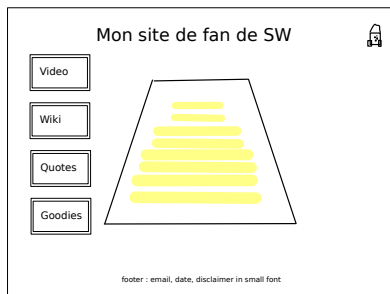 Mon site de fan de SW
Video
Wiki
Quotes
Goodies
footer : email, date, disclaimer in small font